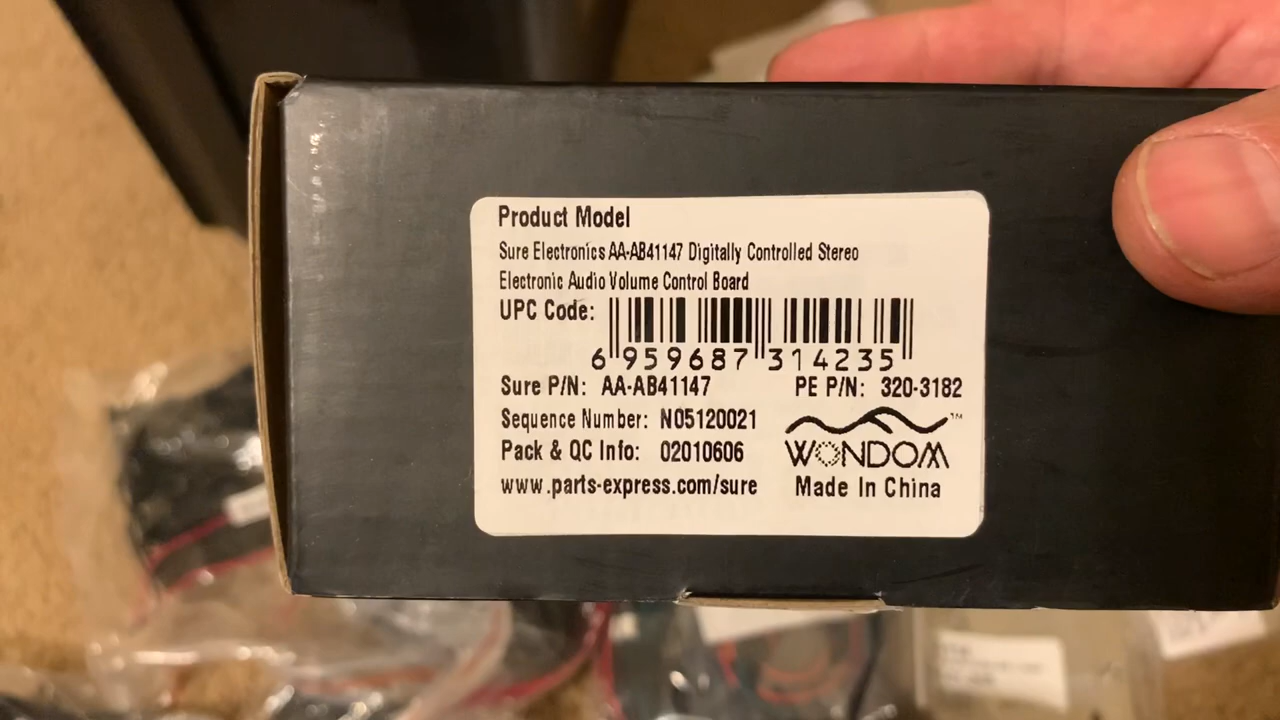 Product Model
Sure Electronics AA-AB41147 Digitally Controlled Stereo
Electronic Audio Volume Control Board
UPC Code:
6 959687 314235
Sure P/N: AA-AB41147 PE P/N: 320-3182
Sequence Number: N05120021
Pack & QC Info: 02010606
WONDOM™
www.parts-express.com/sure Made In China